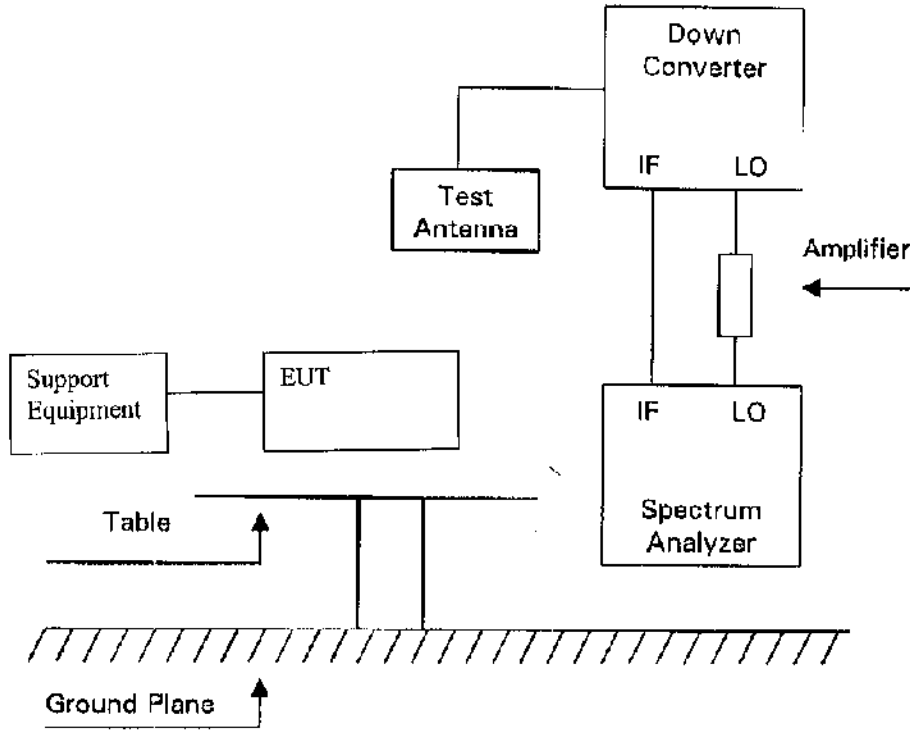 Down
Converter
IF LO
Test
Antenna
Amplifier
Support
Equipment
EUT
IF LO
Spectrum
Analyzer
Table
Ground Plane